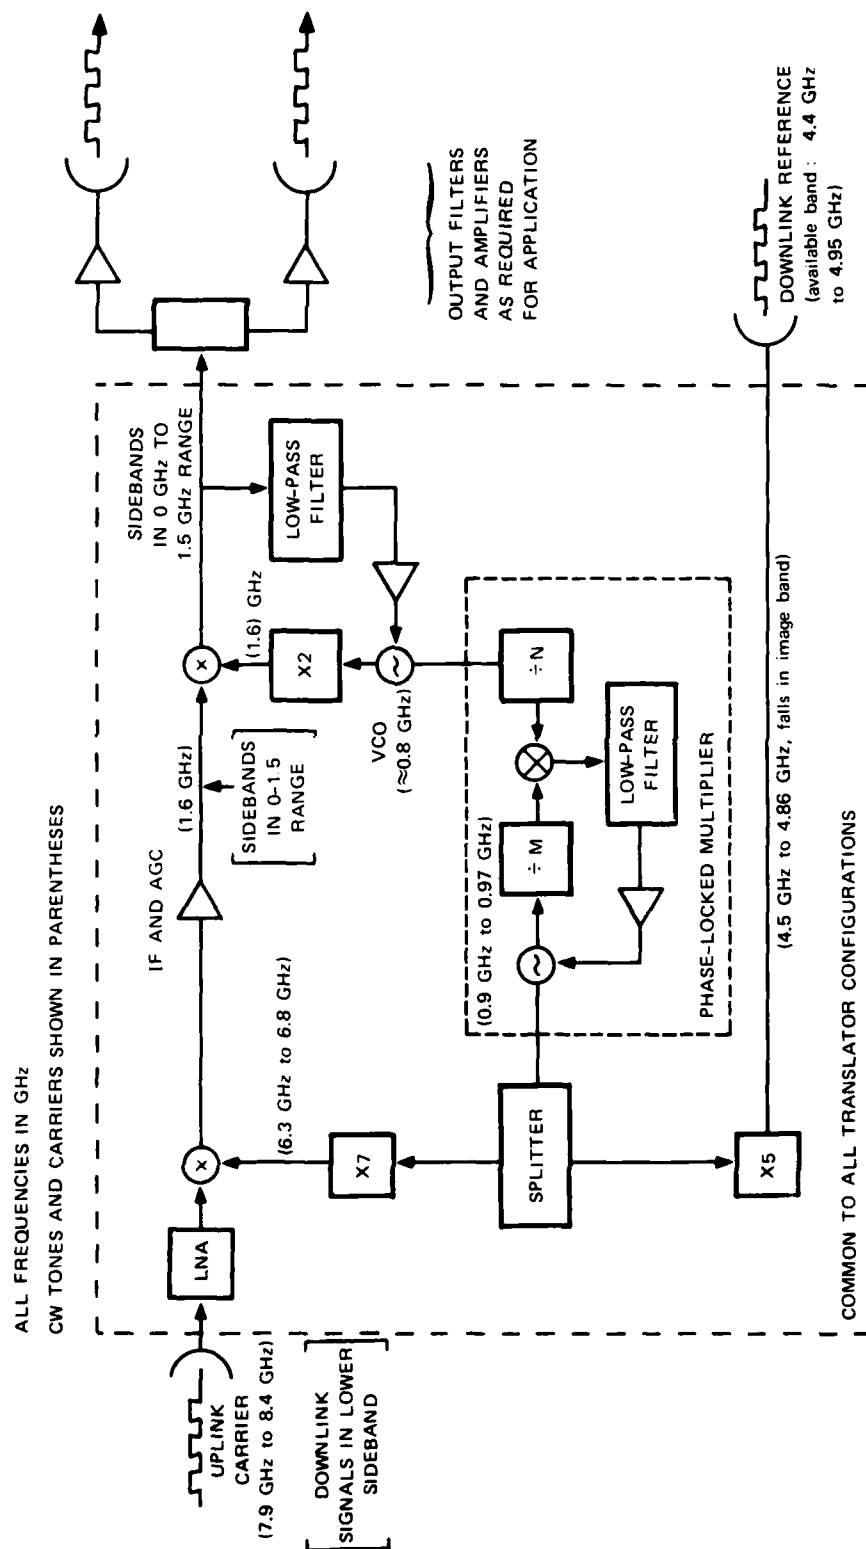 ALL FREQUENCIES IN GHz
CW TONES AND CARRIERS SHOWN IN PARENTHESES
UPLINK
CARRIER
(7.9 GHz to 8.4 GHz)
DOWNLINK
SIGNALS IN LOWER
SIDEBAND
LNA
×
(6.3 GHz to 6.8 GHz)
X7
SPLITTER
X5
IF AND AGC
(1.6 GHz)
SIDEBANDS
IN 0-1.5
RANGE
×
(1.6) GHz
X2
VCO
(≈0.8 GHz)
~
SIDEBANDS
IN 0 GHz TO
1.5 GHz RANGE
LOW-PASS
FILTER
(0.9 GHz to 0.97 GHz)
~
÷ M
÷ N
LOW-PASS
FILTER
PHASE-LOCKED MULTIPLIER
(4.5 GHz to 4.86 GHz, falls in image band)
COMMON TO ALL TRANSLATOR CONFIGURATIONS
OUTPUT FILTERS
AND AMPLIFIERS
AS REQUIRED
FOR APPLICATION
DOWNLINK REFERENCE
(available band: 4.4 GHz
to 4.95 GHz)